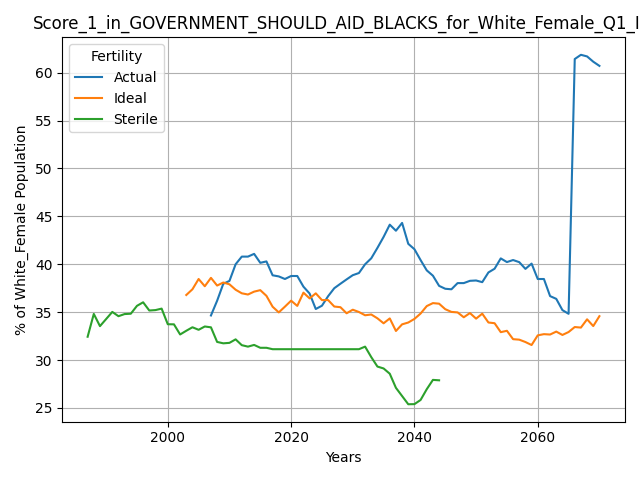 Score_1_in_GOVERNMENT_SHOULD_AID_BLACKS_for_White_Female_Q1_I
Fertility
Actual
Ideal
Sterile
% of White_Female Population
60
55
50
45
40
35
30
25
2000
2020
2040
2060
Years